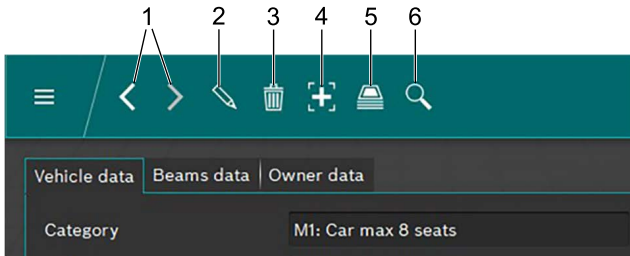 1 2 3 4 5 6
Vehicle data Beams data Owner data
Category M1: Car max 8 seats